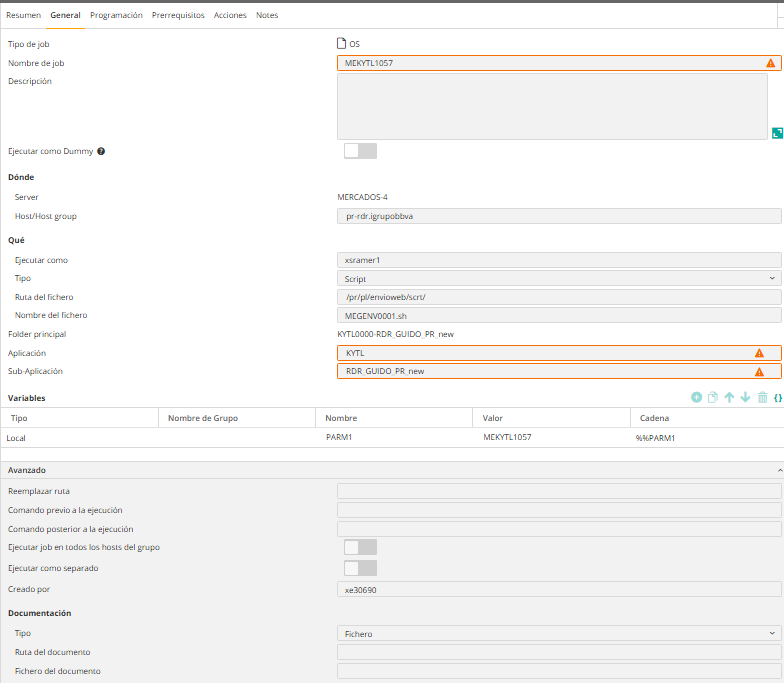 Resumen General Programación Prerrequisitos Acciones Notes
Tipo de job OS
Nombre de job MEKYTL1057
Descripción
Ejecutar como Dummy ?
Dónde
Server MERCADOS-4
Host/Host group pr-rdr.igrupobbva
Qué
Ejecutar como xsramer1
Tipo Script
Ruta del fichero /pr/pl/envioweb/scrt/
Nombre del fichero MEGENV0001.sh
Folder principal KYTL0000-RDR_GUIDO_PR_new
Aplicación KYTL
Sub-Aplicación RDR_GUIDO_PR_new
Variables {}
Tipo Nombre de Grupo Nombre Valor Cadena
Local PARM1 MEKYTL1057 %%PARM1
Avanzado
Reemplazar ruta
Comando previo a la ejecución
Comando posterior a la ejecución
Ejecutar job en todos los hosts del grupo
Ejecutar como separado
Creado por xe30690
Documentación
Tipo Fichero
Ruta del documento
Fichero del documento